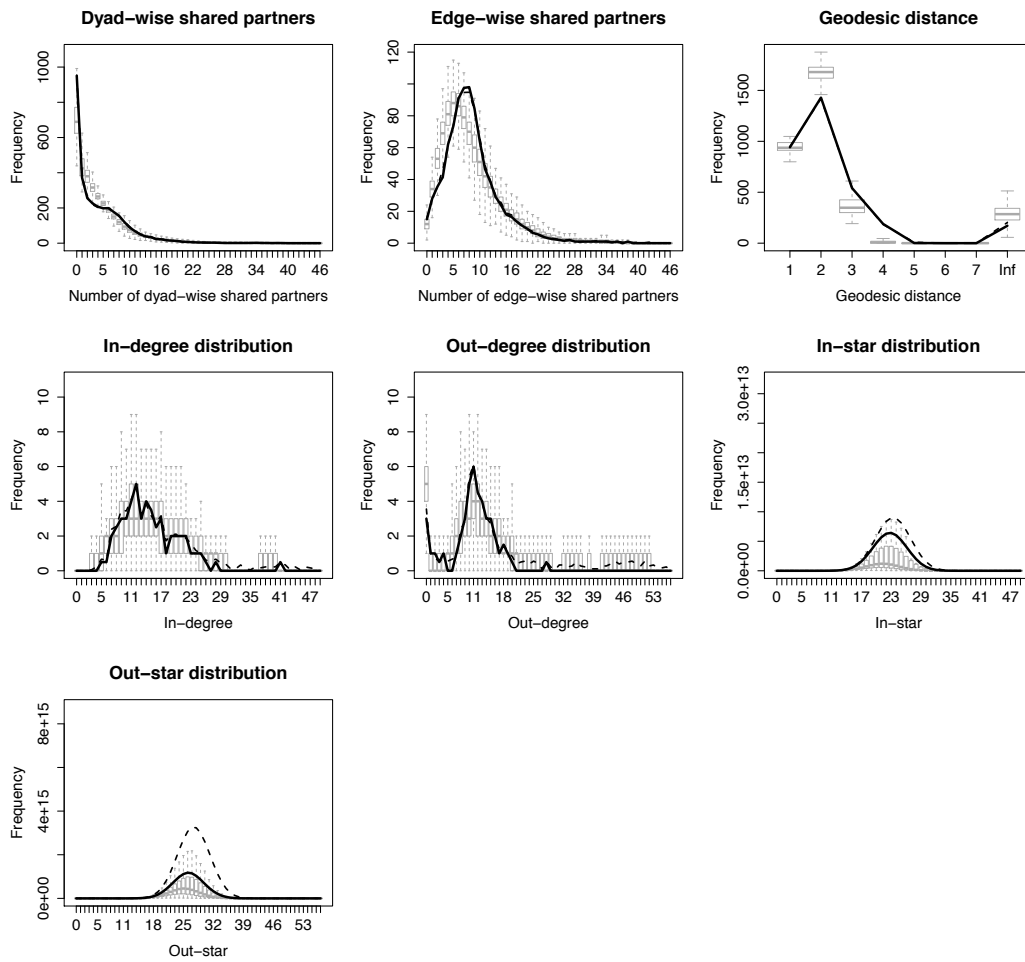 Dyad−wise shared partners
Edge−wise shared partners
Geodesic distance
Frequency
0 200 600 1000
0 5 10 16 22 28 34 40 46
Number of dyad−wise shared partners
Frequency
0 20 40 60 80 120
0 5 10 16 22 28 34 40 46
Number of edge−wise shared partners
Frequency
0 500 1000 1500
1 2 3 4 5 6 7 Inf
Geodesic distance
In−degree distribution
Out−degree distribution
In−star distribution
Frequency
0 2 4 6 8 10
0 5 11 17 23 29 35 41 47
In−degree
Frequency
0 2 4 6 8 10
0 5 11 18 25 32 39 46 53
Out−degree
Frequency
0.0e+00 1.5e+13 3.0e+13
0 5 11 17 23 29 35 41 47
In−star
Out−star distribution
Frequency
0e+00 4e+15 8e+15
0 5 11 18 25 32 39 46 53
Out−star